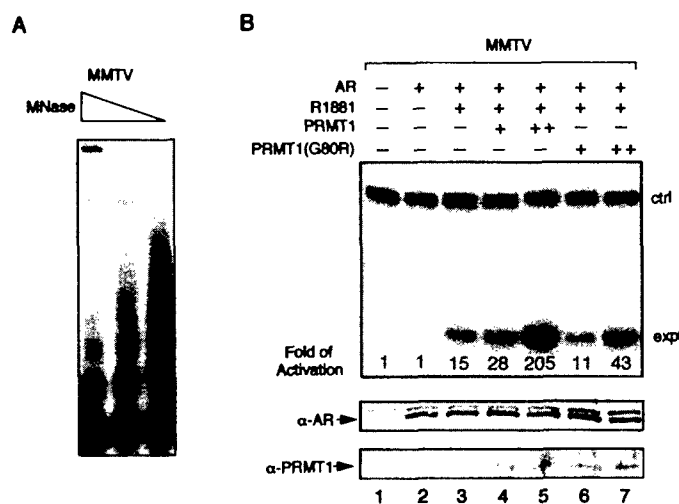 A
MMTV
MNase
B
MMTV
AR − + + + + + +
R1881 − − + + + + +
PRMT1 − − − + ++ − −
PRMT1(G80R) − − − − − + ++
ctrl
expt
Fold of
Activation 1 1 15 28 205 11 43
α-AR
α-PRMT1
1 2 3 4 5 6 7